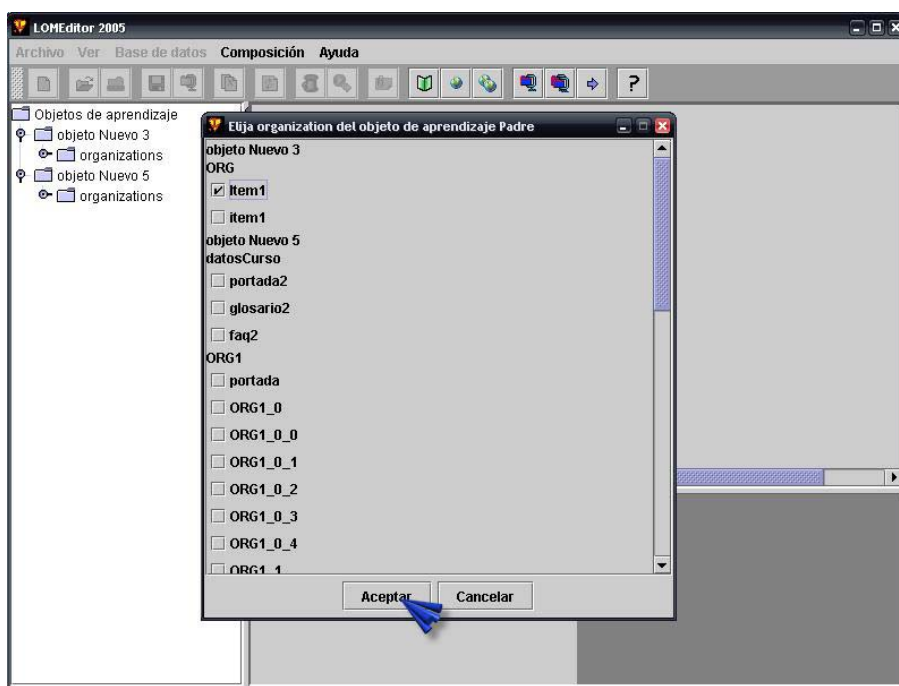 LOMEditor 2005
Archivo Ver Base de datos Composición Ayuda
?
Objetos de aprendizaje
objeto Nuevo 3
organizations
objeto Nuevo 5
organizations
Elija organization del objeto de aprendizaje Padre
objeto Nuevo 3
ORG
Item1
item1
objeto Nuevo 5
datosCurso
portada2
glosario2
faq2
ORG1
portada
ORG1_0
ORG1_0_0
ORG1_0_1
ORG1_0_2
ORG1_0_3
ORG1_0_4
ORG1_1
Aceptar Cancelar